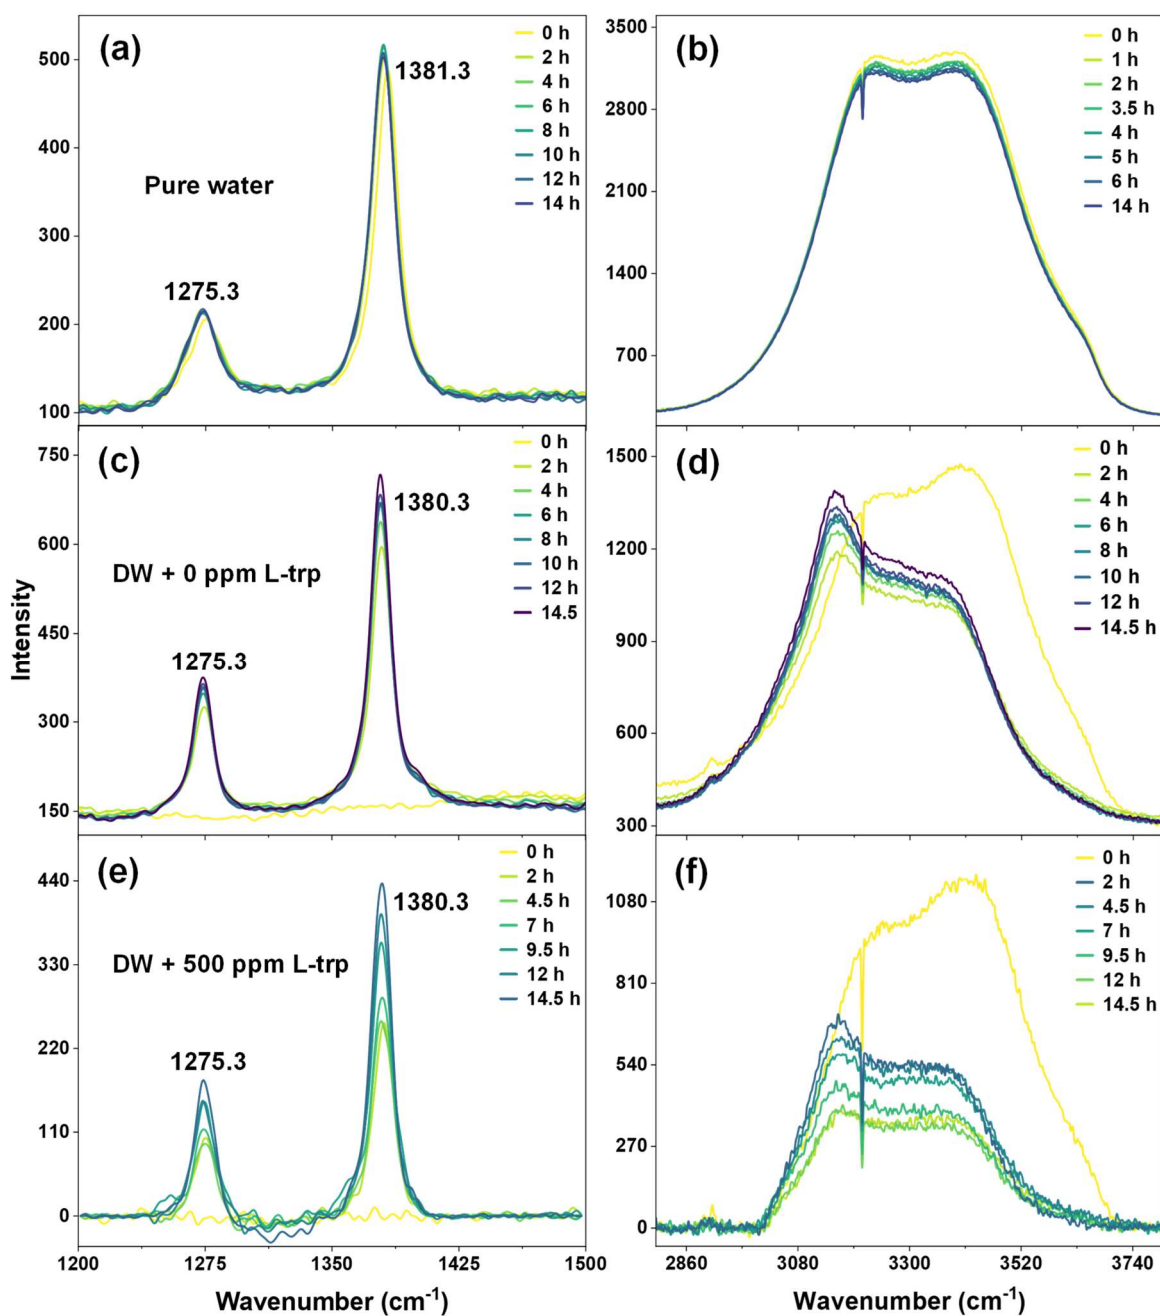 (a)
500
400
300
200
100
1381.3
Pure water
1275.3
0 h
2 h
4 h
6 h
8 h
10 h
12 h
14 h
(b)
3500
2800
2100
1400
700
0 h
1 h
2 h
3.5 h
4 h
5 h
6 h
14 h
(c)
750
600
450
300
150
1380.3
DW + 0 ppm L-trp
1275.3
0 h
2 h
4 h
6 h
8 h
10 h
12 h
14.5
(d)
1500
1200
900
600
300
0 h
2 h
4 h
6 h
8 h
10 h
12 h
14.5 h
Intensity
(e)
440
330
220
110
0
1380.3
DW + 500 ppm L-trp
1275.3
0 h
2 h
4.5 h
7 h
9.5 h
12 h
14.5 h
1200 1275 1350 1425 1500
Wavenumber (cm⁻¹)
(f)
1080
810
540
270
0
0 h
2 h
4.5 h
7 h
9.5 h
12 h
14.5 h
2860 3080 3300 3520 3740
Wavenumber (cm⁻¹)